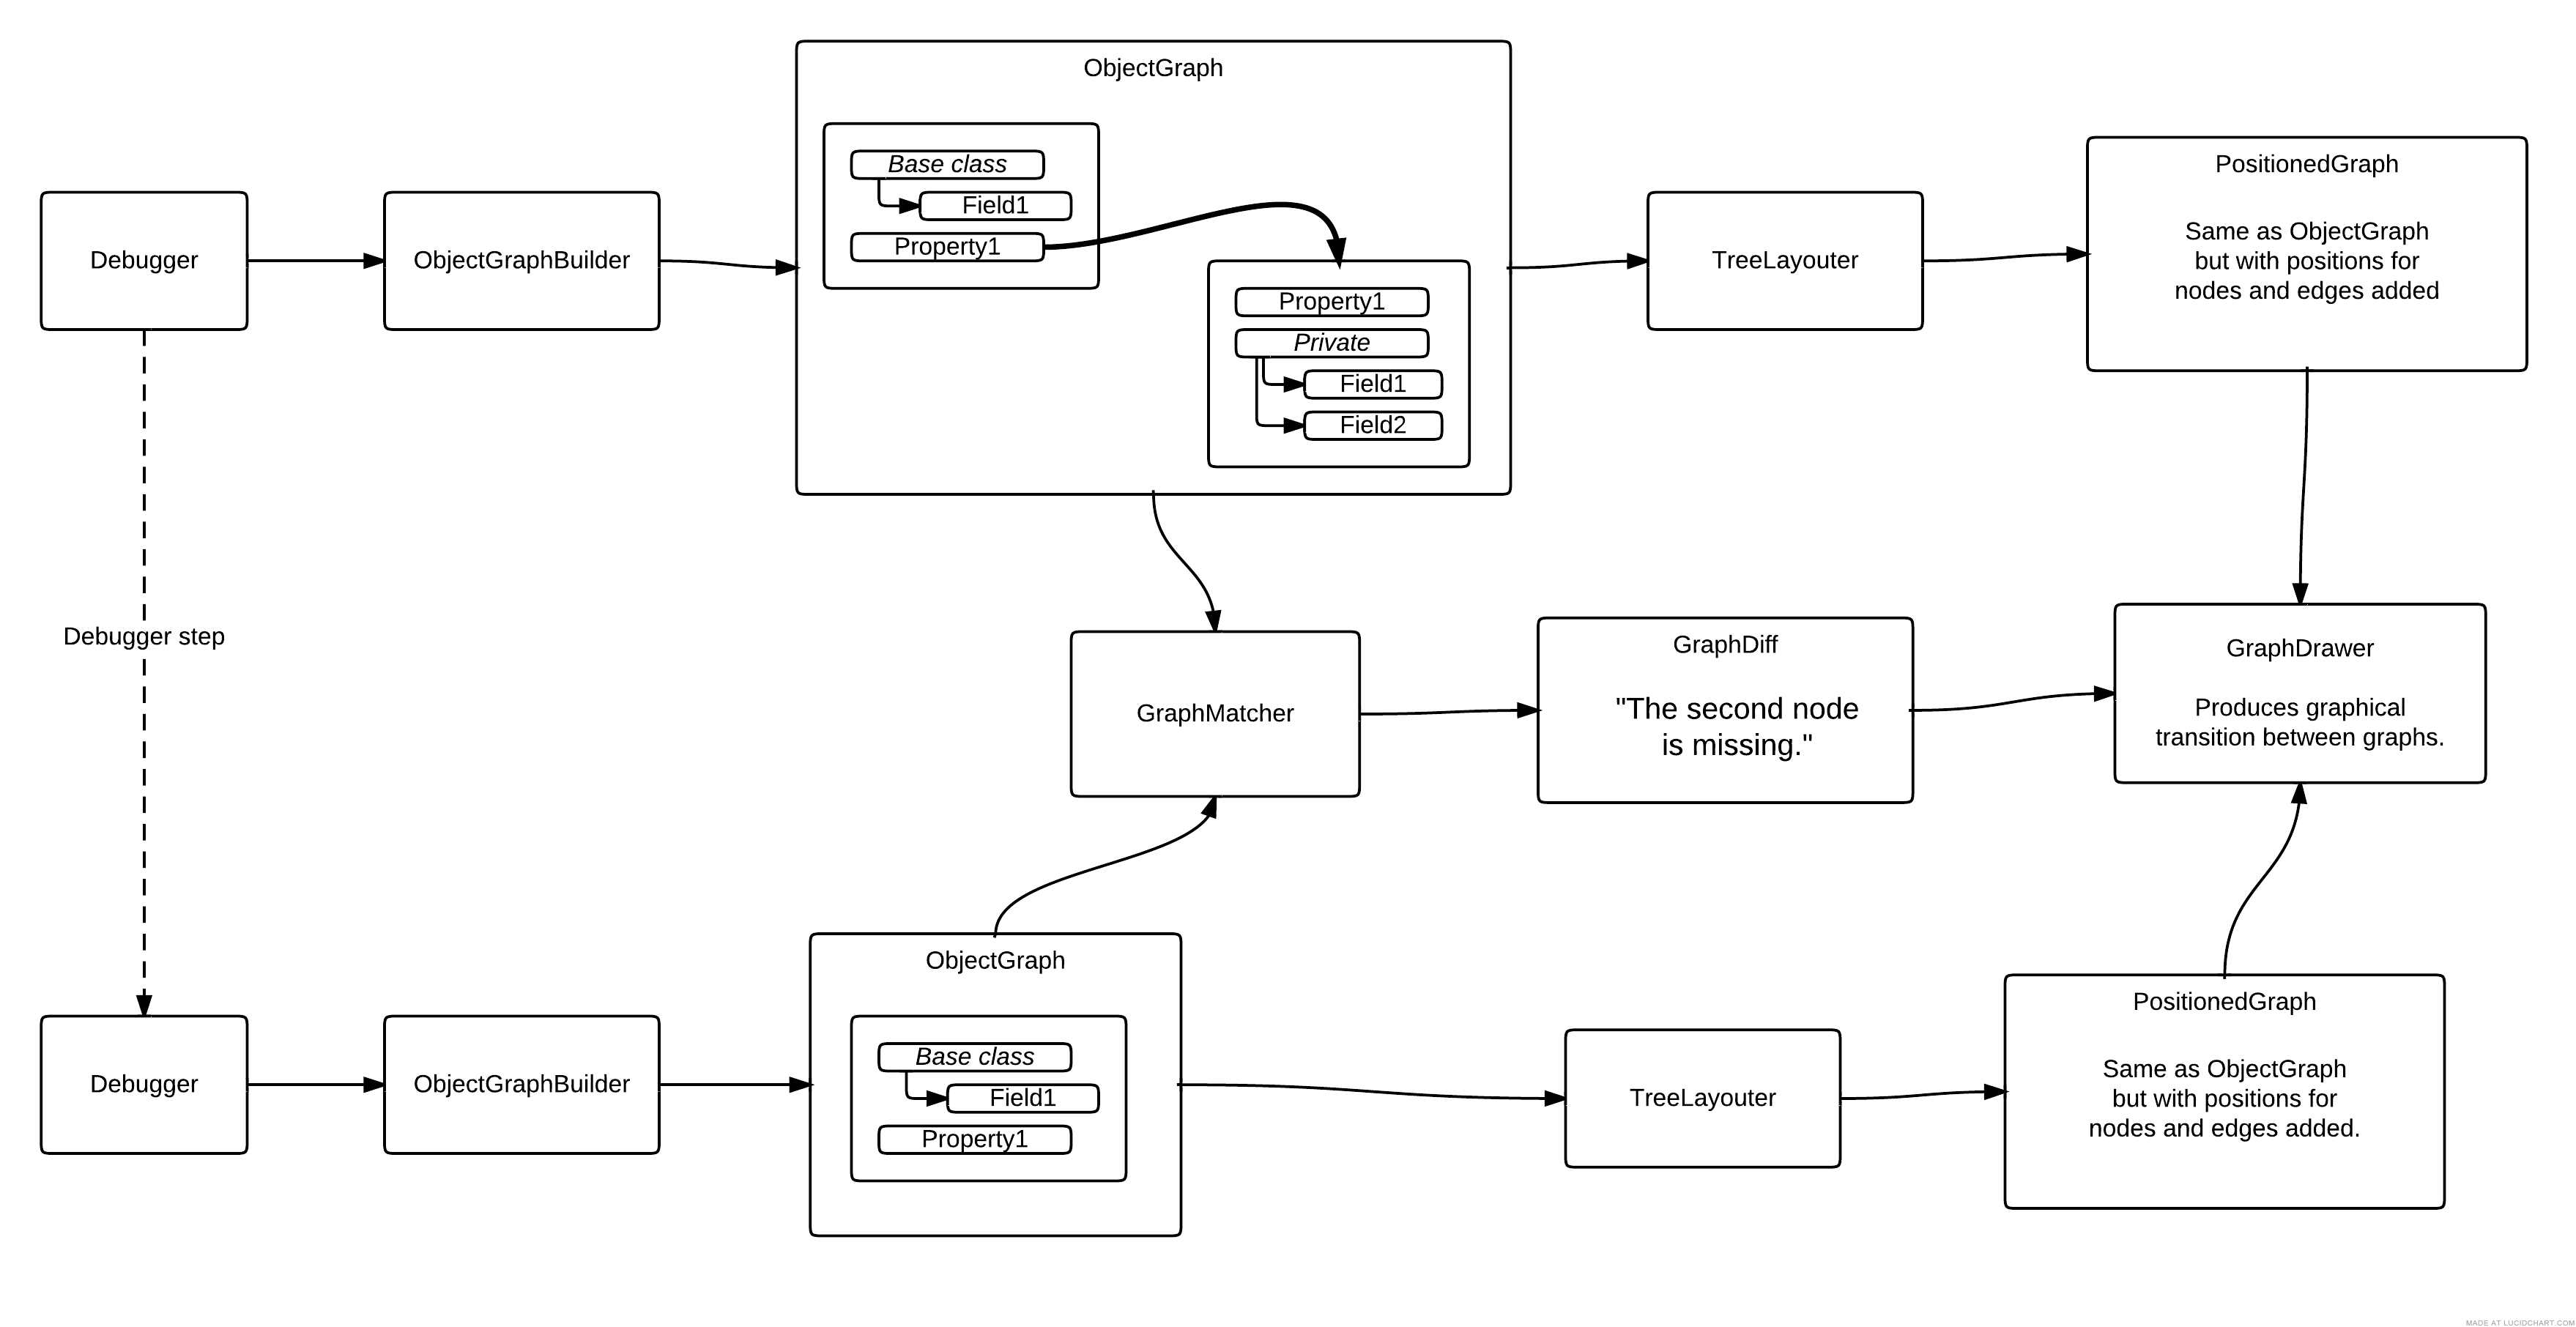 ObjectGraph
Base class
Field1
Property1
Property1
Private
Field1
Field2
Debugger
ObjectGraphBuilder
TreeLayouter
PositionedGraph
Same as ObjectGraph
but with positions for
nodes and edges added
Debugger step
GraphMatcher
GraphDiff
"The second node
is missing."
GraphDrawer
Produces graphical
transition between graphs.
Debugger
ObjectGraphBuilder
ObjectGraph
Base class
Field1
Property1
TreeLayouter
PositionedGraph
Same as ObjectGraph
but with positions for
nodes and edges added.
MADE AT LUCIDCHART.COM